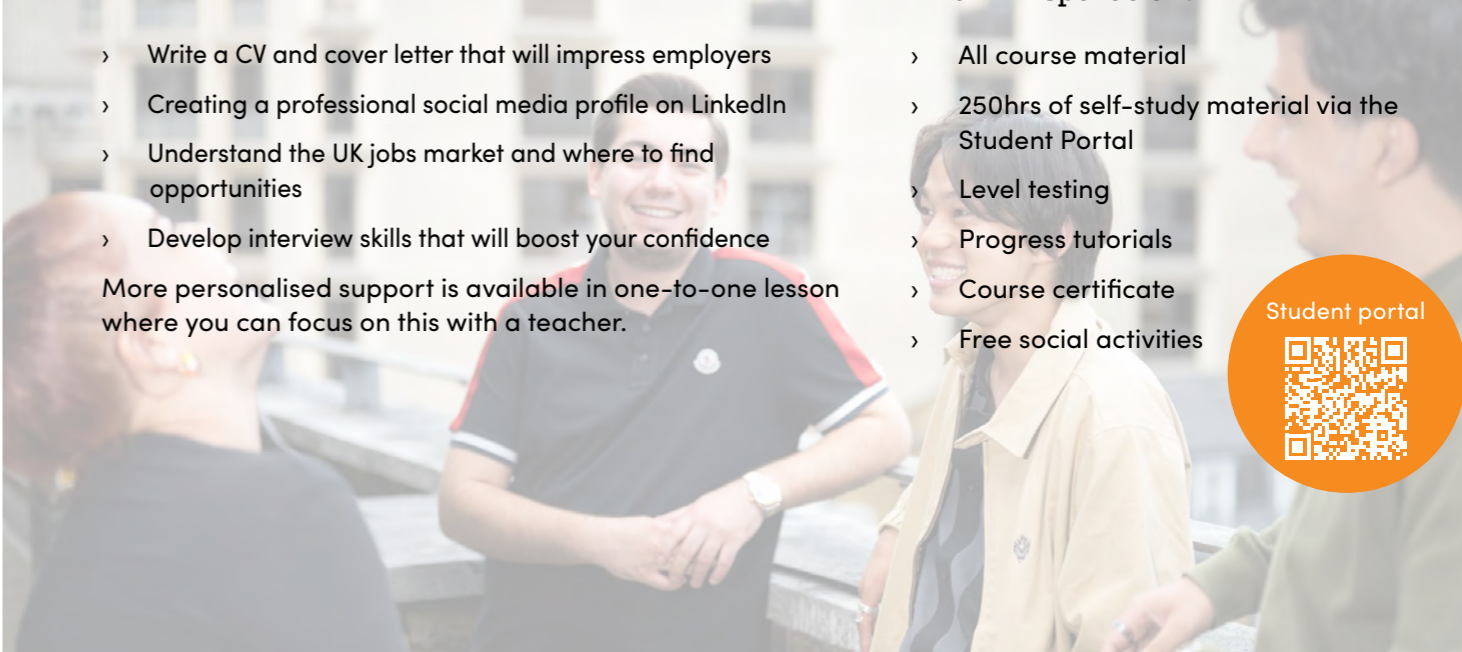 › Write a CV and cover letter that will impress employers
› Creating a professional social media profile on LinkedIn
› Understand the UK jobs market and where to find
opportunities
› Develop interview skills that will boost your confidence
More personalised support is available in one-to-one lesson
where you can focus on this with a teacher.
› All course material
› 250hrs of self-study material via the
Student Portal
› Level testing
› Progress tutorials
› Course certificate
› Free social activities
Student portal